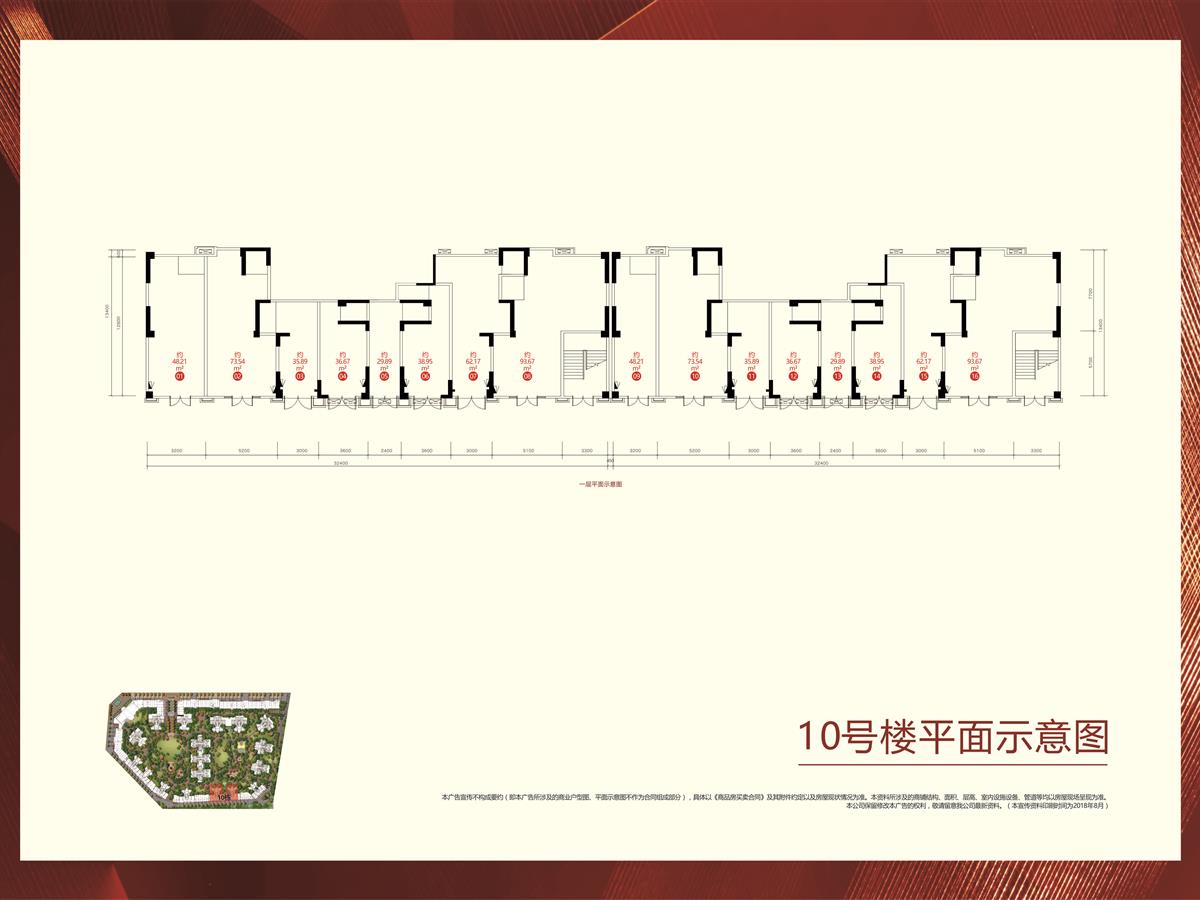 约 约 约 约 约 约 约 约 约 约 约 约 约 约 约 约
48.21 73.54 35.89 36.67 29.89 38.95 62.17 93.67 48.21 73.54 35.89 36.67 29.89 38.95 62.17 93.67
m² m² m² m² m² m² m² m² m² m² m² m² m² m² m² m²
01 02 03 04 05 06 07 08 09 10 11 12 13 14 15 16
13400
12900
7700
5700
13400
3200 5200 3000 3600 2400 3600 3000 5100 3300 3200 5200 3000 3600 2400 3600 3000 5100 3300
32400 400 32400
一层平面示意图
10栋
10号楼平面示意图
本广告宣传不构成要约（即本广告所涉及的商业户型图、平面示意图不作为合同组成部分），具体以《商品房买卖合同》及其附件约定以及房屋现状情况为准。本资料所涉及的商铺结构、面积、层高、室内设施设备、管道等均以房屋现场呈现为准。
本公司保留修改本广告的权利，敬请留意我公司最新资料。（本宣传资料印刷时间为2018年8月）